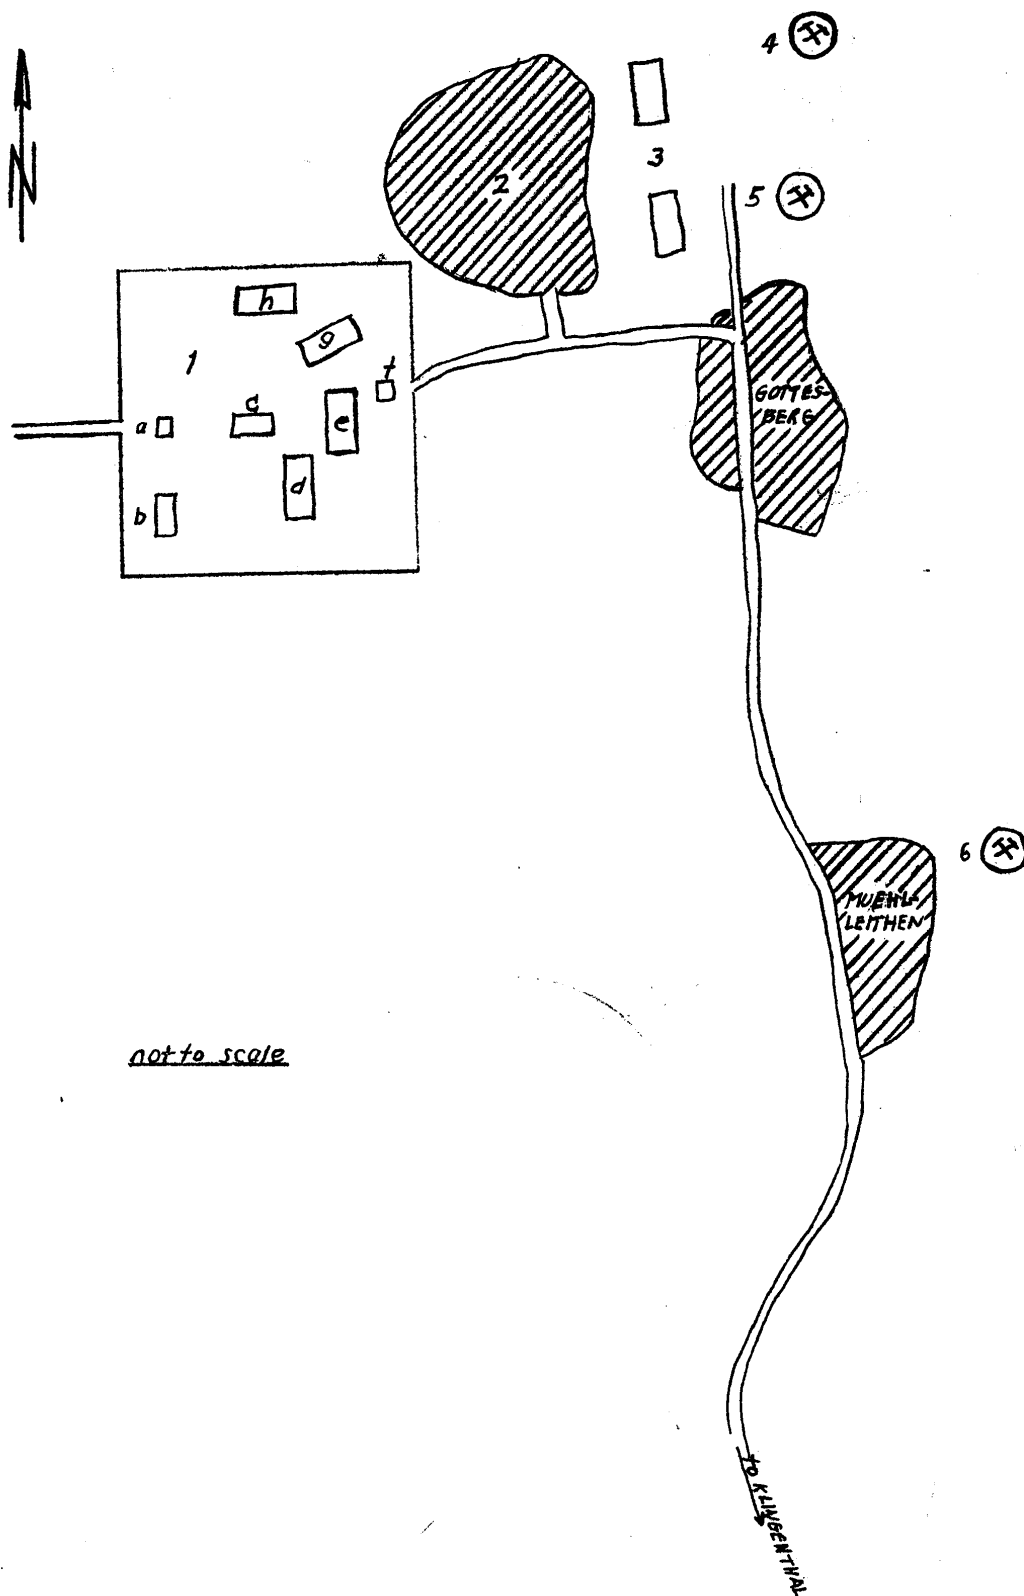 4
N
3
2
5
h
g
1
f
c
a
e
GOTTES-
BERG
d
b
6
MUEHL-
LEITHEN
not to scale
to KLINGENTHAL